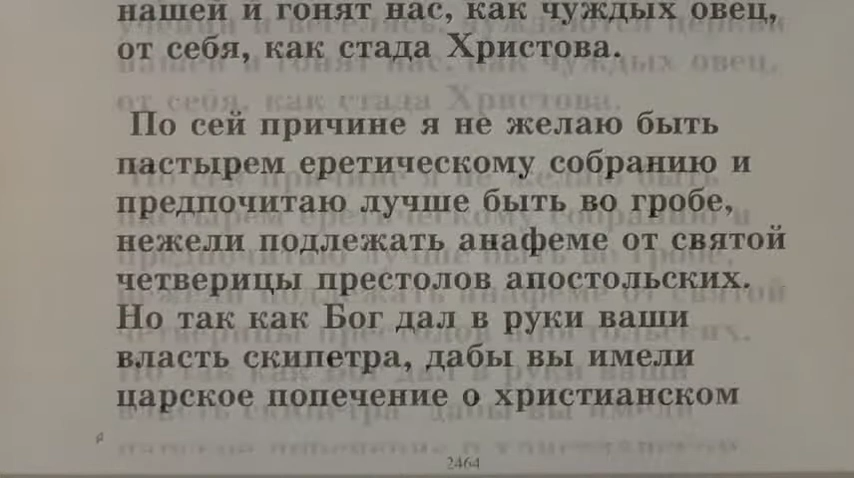 нашей и гонят нас, как чуждых овец,
от себя, как стада Христова.
По сей причине я не желаю быть
пастырем еретическому собранию и
предпочитаю лучше быть во гробе,
нежели подлежать анафеме от святой
четверицы престолов апостольских.
Но так как Бог дал в руки ваши
власть скипетра, дабы вы имели
царское попечение о христианском
2464